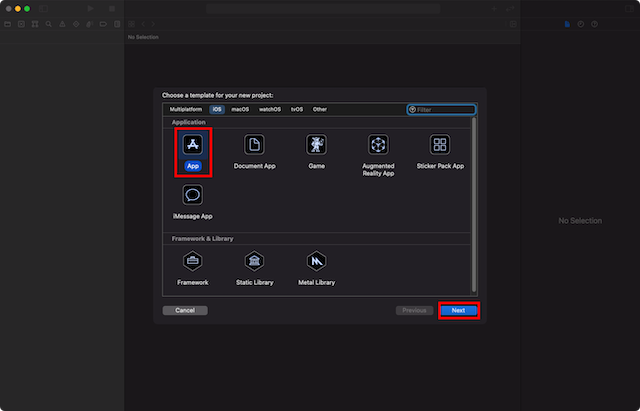 No Selection
Choose a template for your new project:
Multiplatform iOS macOS watchOS tvOS Other Filter
Application
App Document App Game Augmented Reality App Sticker Pack App
iMessage App
Framework & Library
Framework Static Library Metal Library
No Selection
Cancel Previous Next